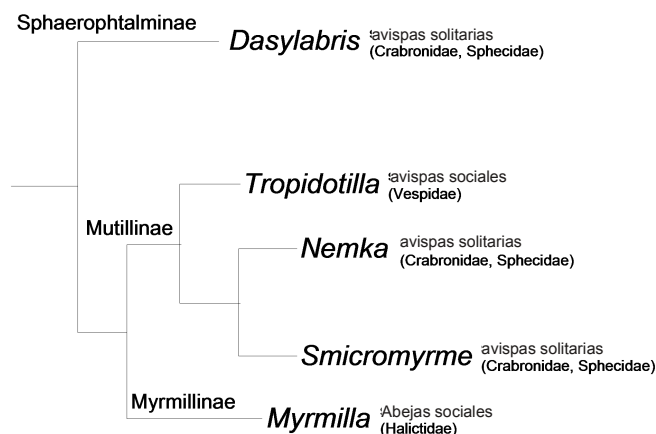 Sphaerophtalminae
Dasylabris avispas solitarias
(Crabronidae, Sphecidae)
Tropidotilla avispas sociales
(Vespidae)
Mutillinae
Nemka avispas solitarias
(Crabronidae, Sphecidae)
Smicromyrme avispas solitarias
(Crabronidae, Sphecidae)
Myrmillinae
Myrmilla Abejas sociales
(Halictidae)